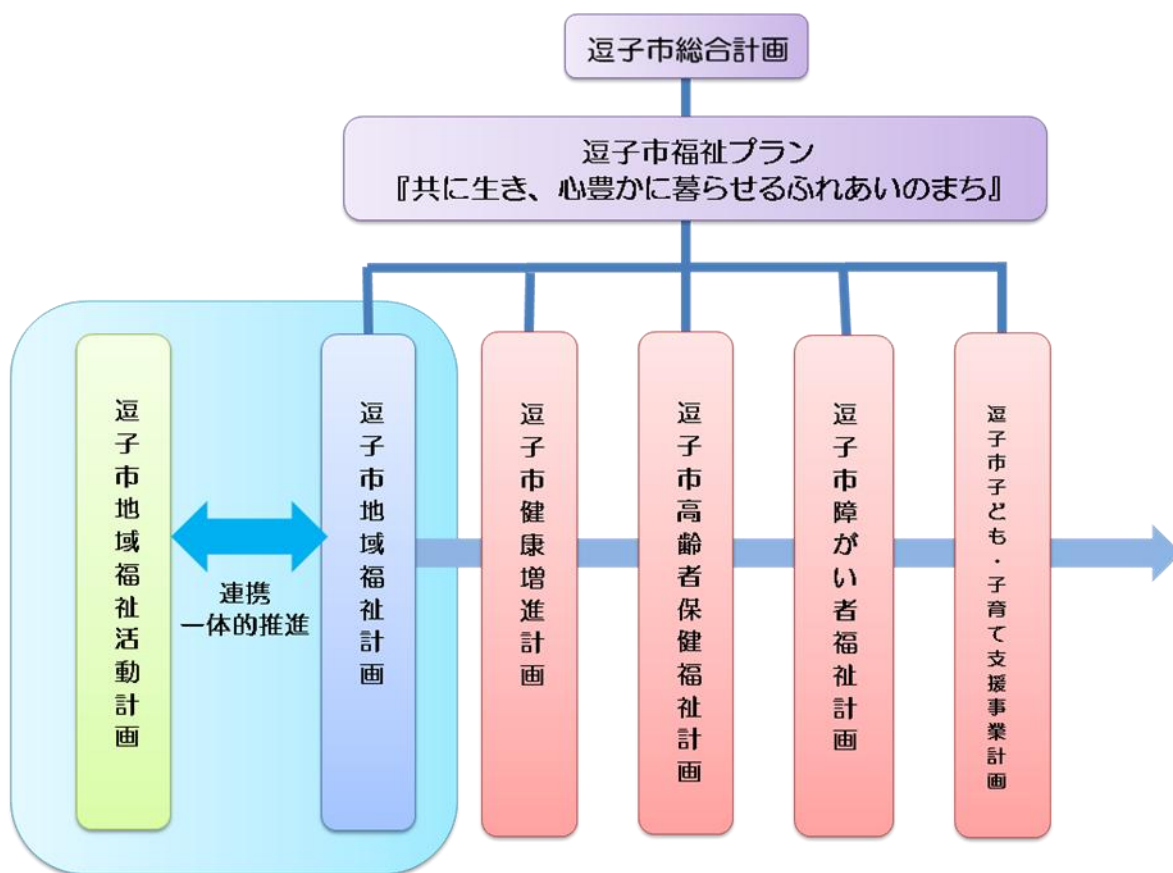 逗子市総合計画
逗子市福祉プラン
『共に生き、心豊かに暮らせるふれあいのまち』
逗子市地域福祉活動計画
連携
一体的推進
逗子市地域福祉計画
逗子市健康増進計画
逗子市高齢者保健福祉計画
逗子市障がい者福祉計画
逗子市子ども・子育て支援事業計画